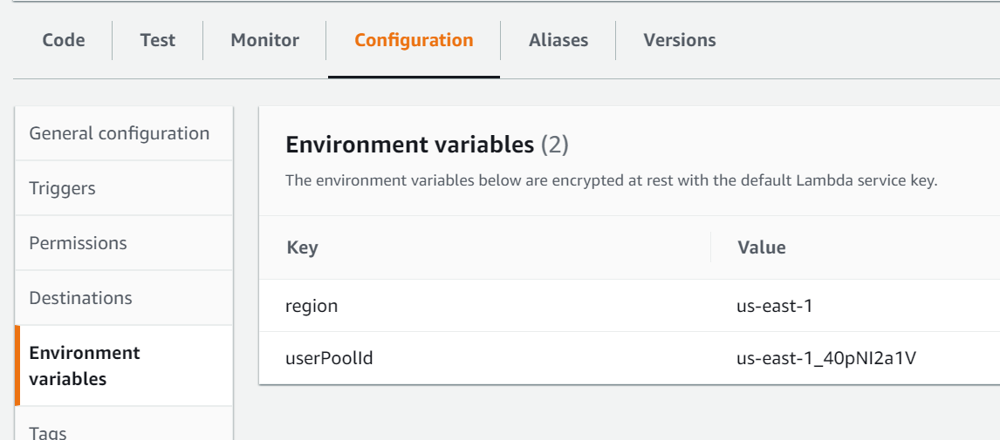 Code Test Monitor Configuration Aliases Versions
General configuration
Triggers
Permissions
Destinations
Environment
variables
Tags
Environment variables (2)
The environment variables below are encrypted at rest with the default Lambda service key.
Key Value
region us-east-1
userPoolId us-east-1_40pNI2a1V